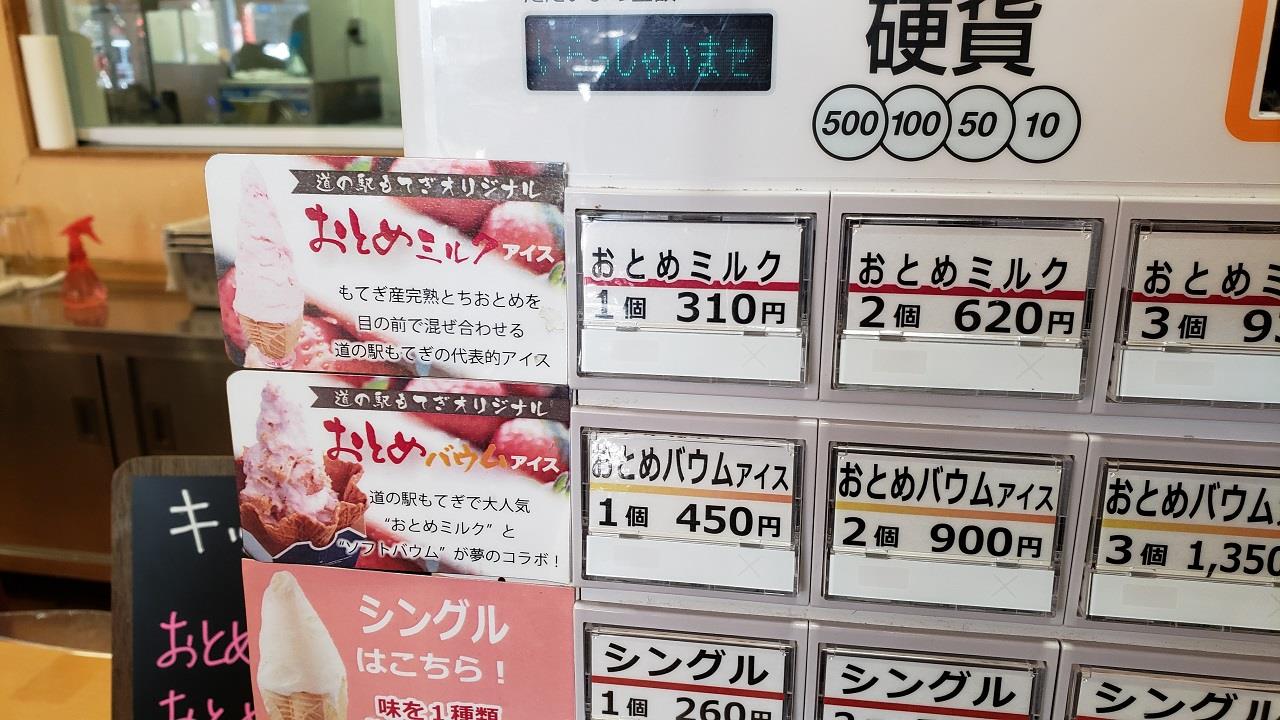 いらっしゃいませ
硬貨
500 100 50 10
道の駅もてぎオリジナル
おとめミルクアイス
もてぎ産完熟とちおとめを
目の前で混ぜ合わせる
道の駅もてぎの代表的アイス
おとめミルク
1個 310円
おとめミルク
2個 620円
おとめミ
3個 9
道の駅もてぎオリジナル
おとめバウムアイス
道の駅もてぎで大人気
“おとめミルク”と
“ソフトバウム”が夢のコラボ！
おとめバウムアイス
1個 450円
おとめバウムアイス
2個 900円
おとめバウム
3個 1,350
シングル
はこちら！
味を1種類
シングル
1個 260円
シングル
シングル
キッ
おとめ
おと